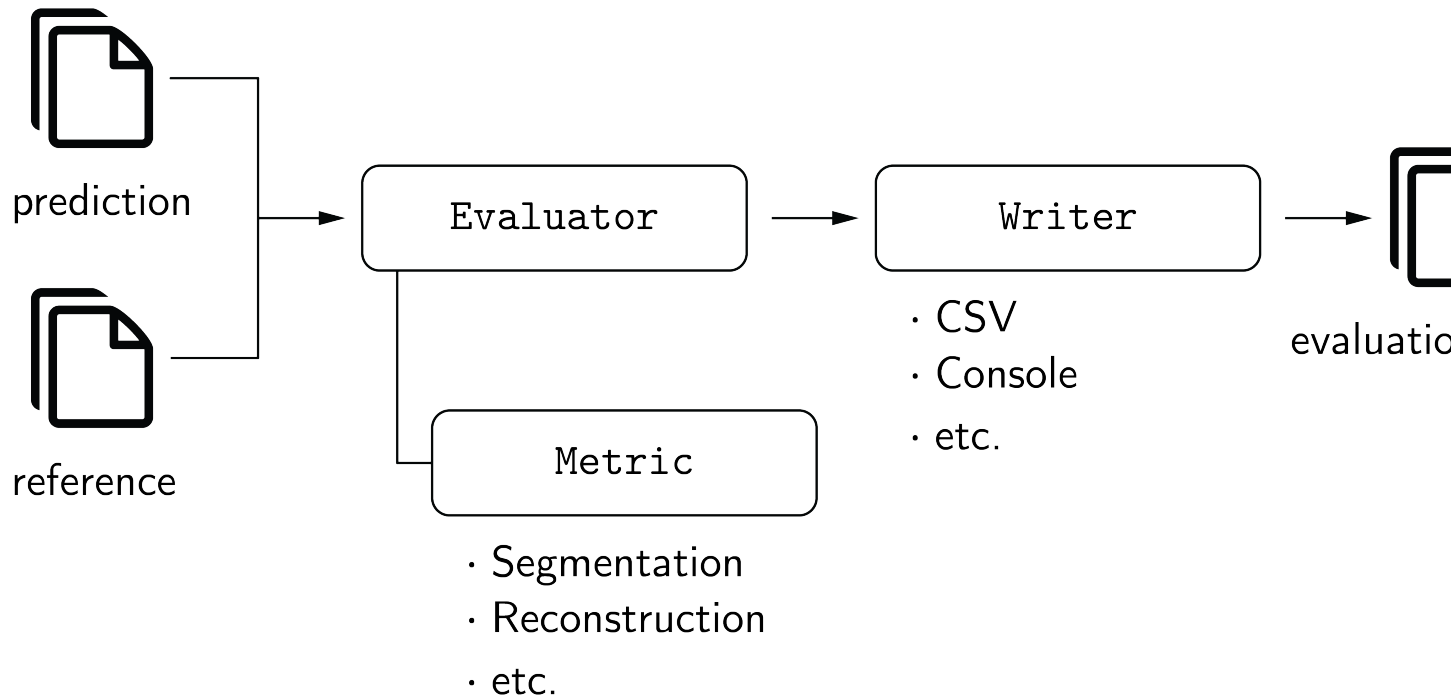 prediction
reference
Evaluator
Metric
· Segmentation
· Reconstruction
· etc.
Writer
· CSV
· Console
· etc.